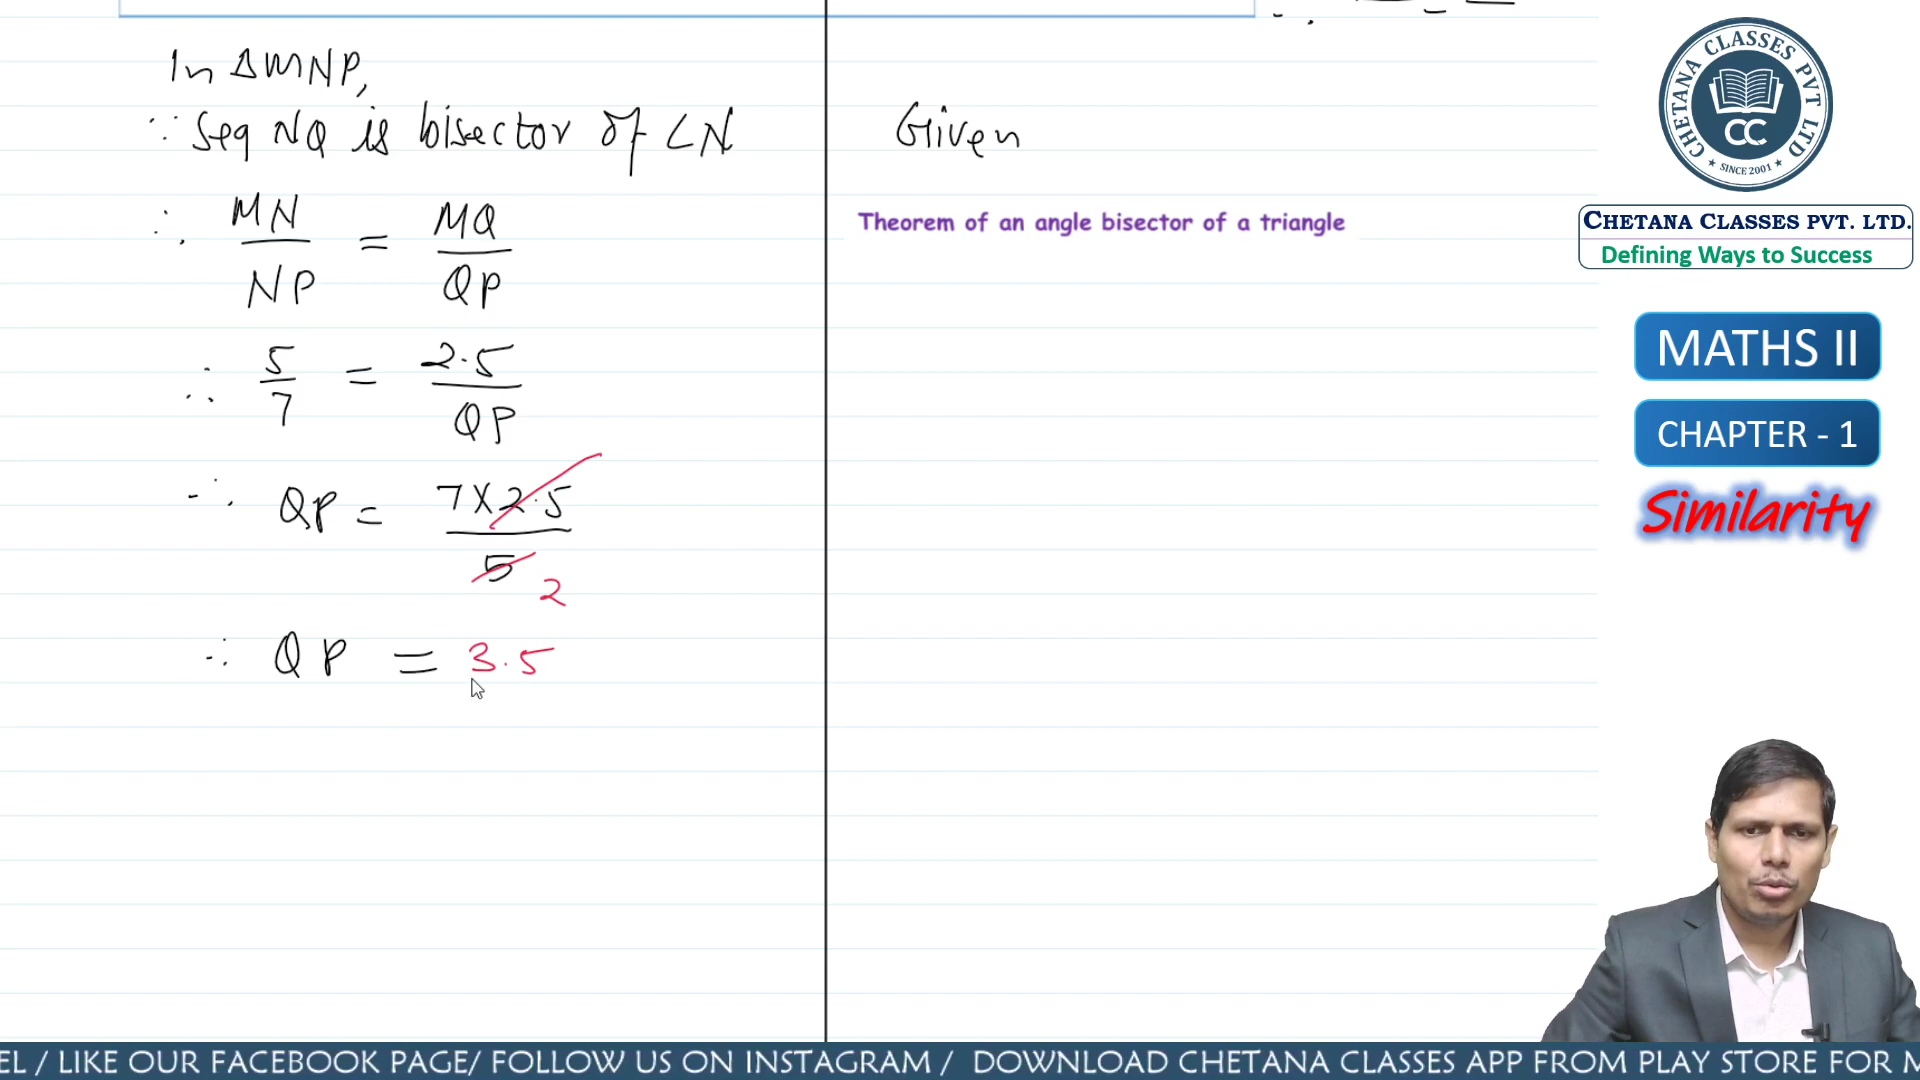 In ΔMNP,
∵ seg NQ is bisector of ∠N
Given
∴ MN/NP = MQ/QP
Theorem of an angle bisector of a triangle
∴ 5/7 = 2.5/QP
∴ QP = 7×2.5/5
2
∴ QP = 3.5
CHETANA CLASSES PVT LTD
CC
★ SINCE 2001 ★
CHETANA CLASSES PVT. LTD.
Defining Ways to Success
MATHS II
CHAPTER - 1
Similarity
EL / LIKE OUR FACEBOOK PAGE/ FOLLOW US ON INSTAGRAM / DOWNLOAD CHETANA CLASSES APP FROM PLAY STORE FOR M